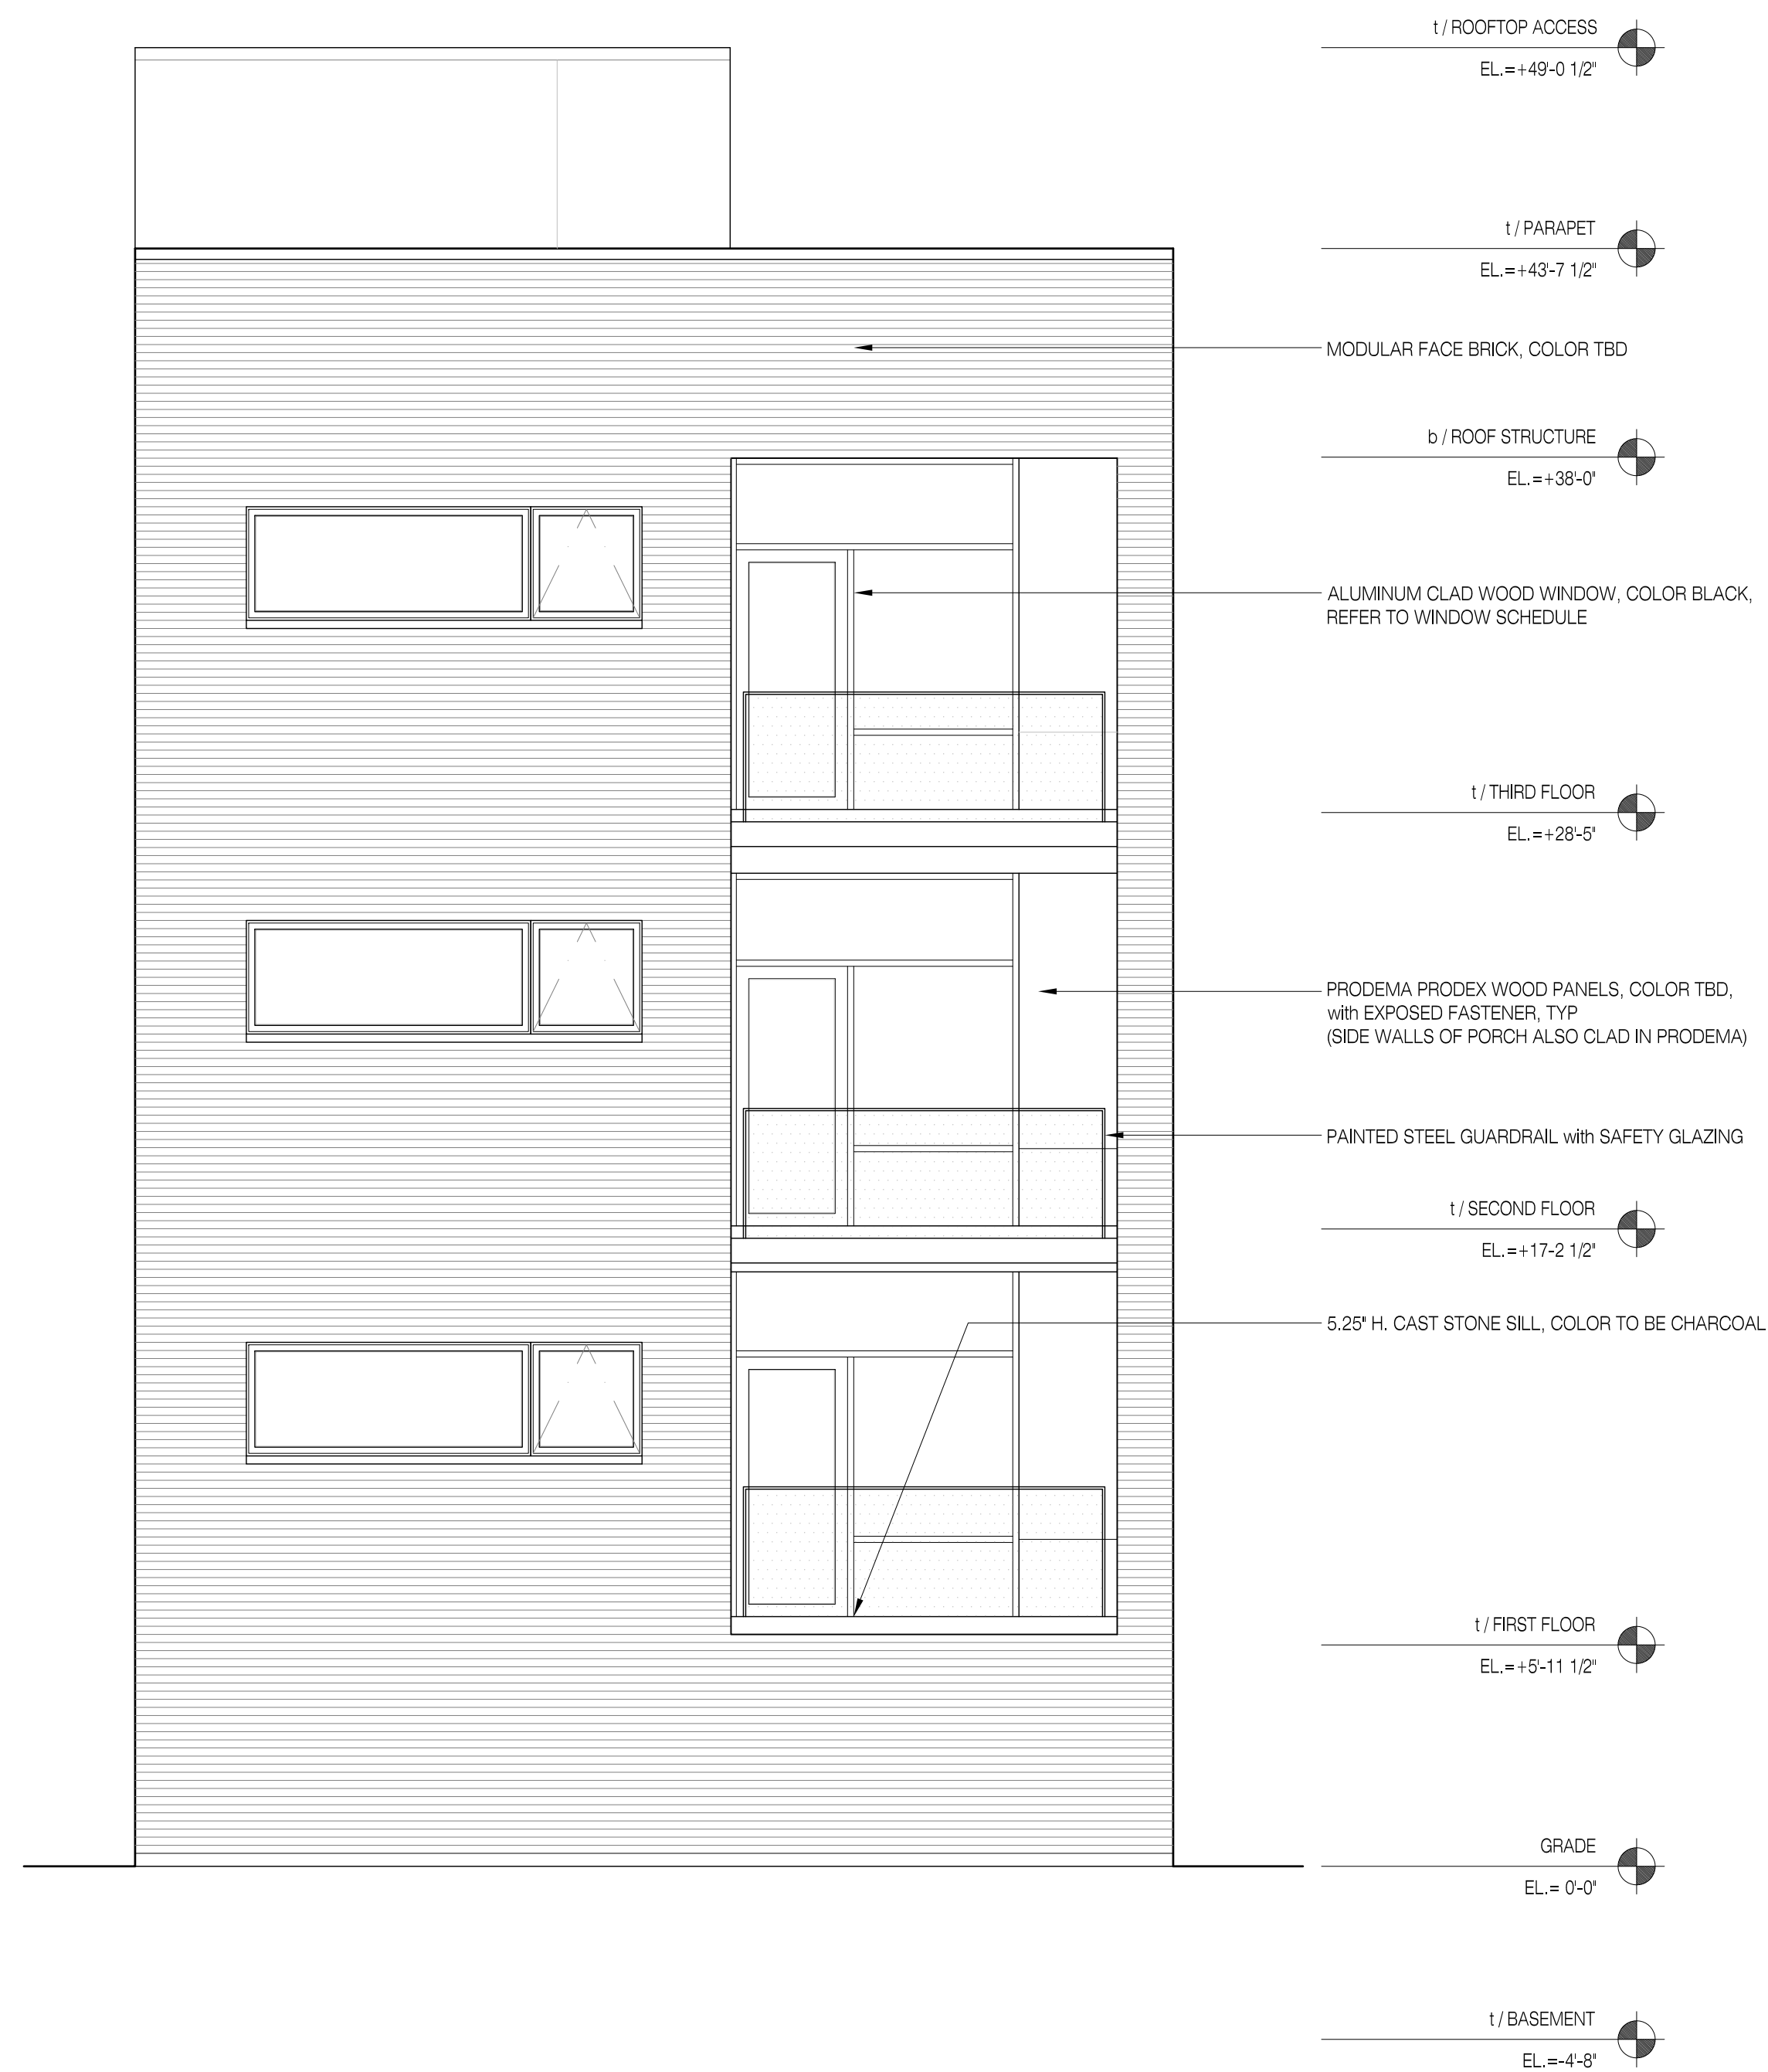 t / ROOFTOP ACCESS
EL.=+49'-0 1/2"
t / PARAPET
EL.=+43'-7 1/2"
MODULAR FACE BRICK, COLOR TBD
b / ROOF STRUCTURE
EL.=+38'-0"
ALUMINUM CLAD WOOD WINDOW, COLOR BLACK,
REFER TO WINDOW SCHEDULE
t / THIRD FLOOR
EL.=+28'-5"
PRODEMA PRODEX WOOD PANELS, COLOR TBD,
with EXPOSED FASTENER, TYP
(SIDE WALLS OF PORCH ALSO CLAD IN PRODEMA)
PAINTED STEEL GUARDRAIL with SAFETY GLAZING
t / SECOND FLOOR
EL.=+17-2 1/2"
5.25" H. CAST STONE SILL, COLOR TO BE CHARCOAL
t / FIRST FLOOR
EL.=+5'-11 1/2"
GRADE
EL.= 0'-0"
t / BASEMENT
EL.=-4'-8"